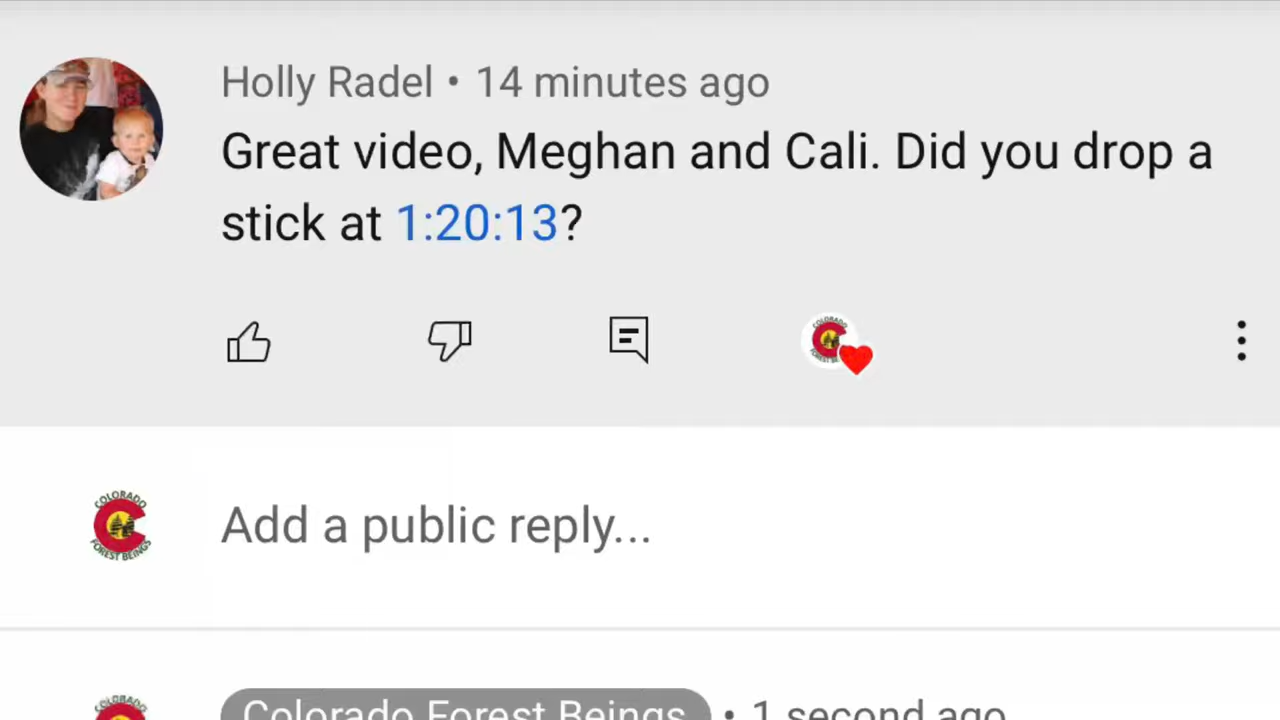 Holly Radel • 14 minutes ago
Great video, Meghan and Cali. Did you drop a
stick at 1:20:13?
COLORADO
FOREST BEINGS
Add a public reply...
COLORADO
Colorado Forest Beings • 1 second ago